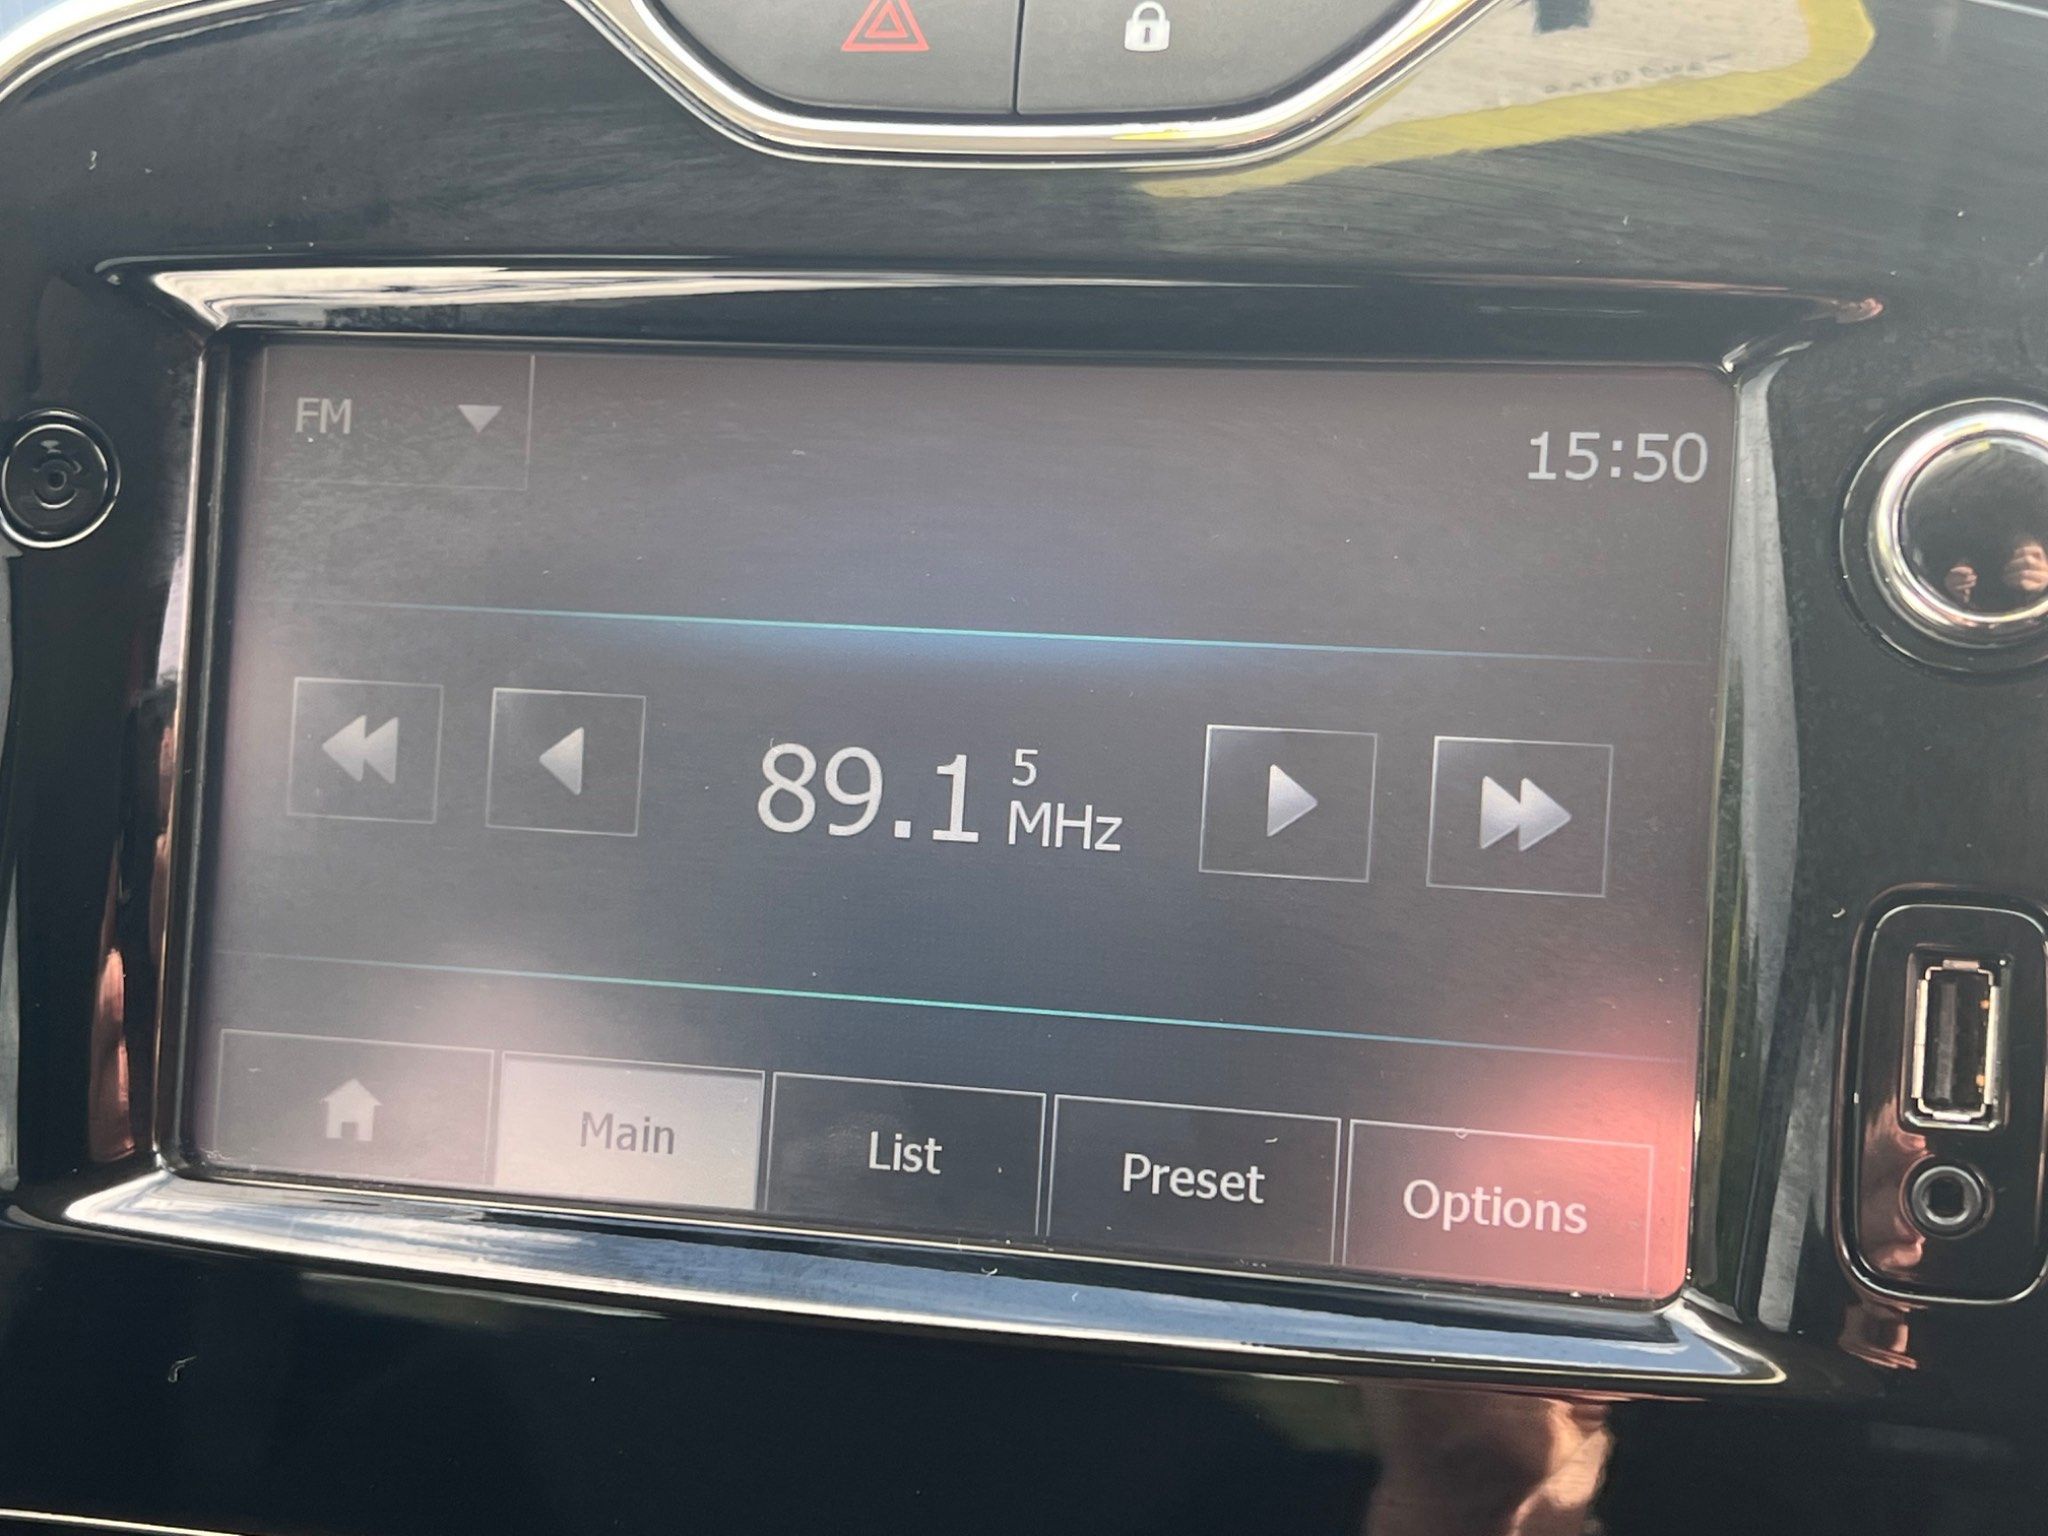 FM
15:50
89.1 5
MHz
Main
List
Preset
Options